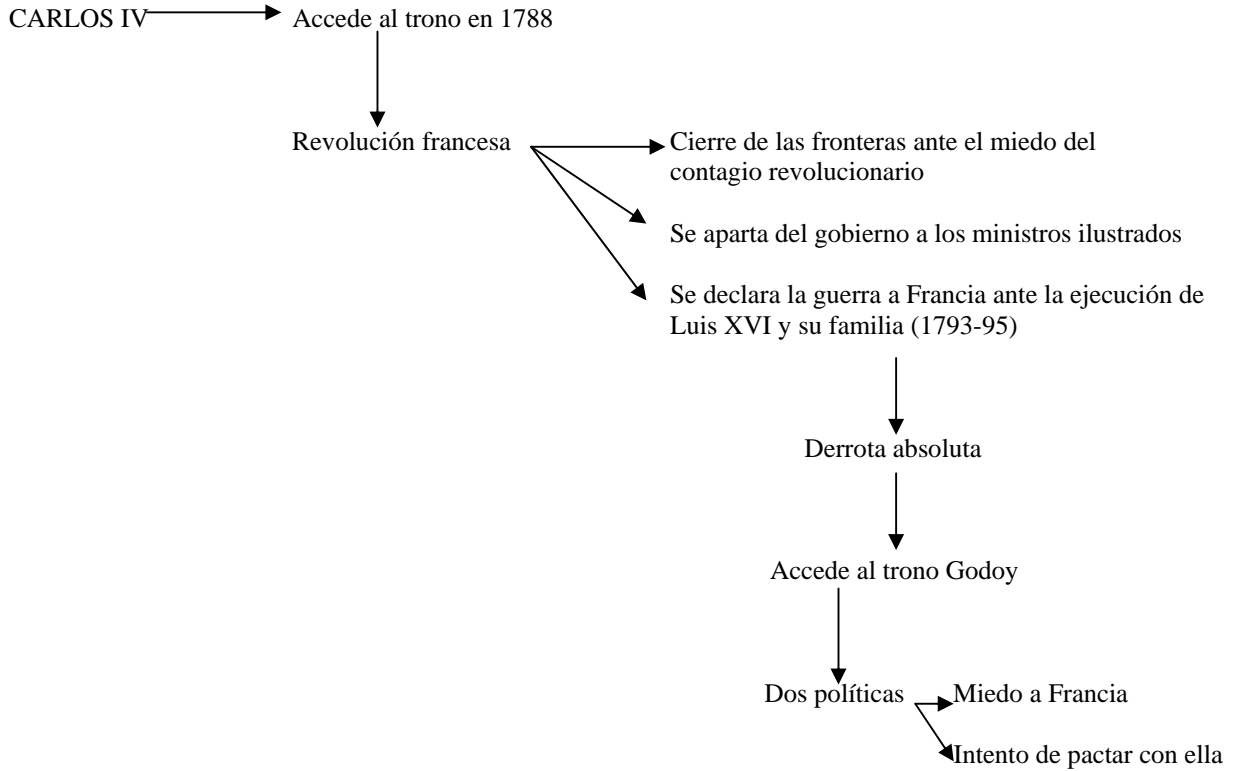 CARLOS IV
Accede al trono en 1788
Revolución francesa
Cierre de las fronteras ante el miedo del
contagio revolucionario
Se aparta del gobierno a los ministros ilustrados
Se declara la guerra a Francia ante la ejecución de
Luis XVI y su familia (1793-95)
Derrota absoluta
Accede al trono Godoy
Dos políticas
Miedo a Francia
Intento de pactar con ella